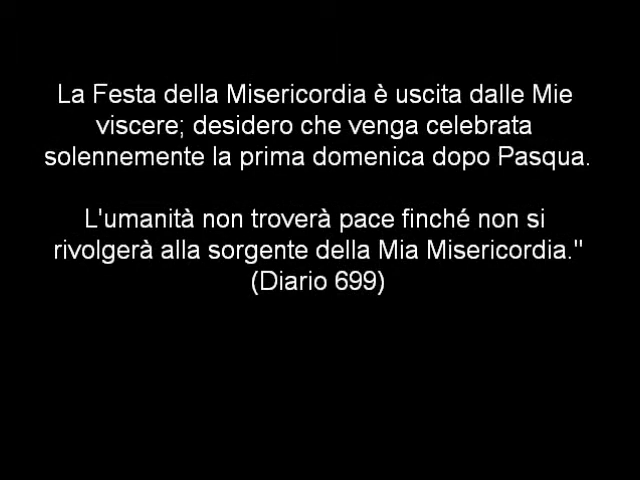 La Festa della Misericordia è uscita dalle Mie
viscere; desidero che venga celebrata
solennemente la prima domenica dopo Pasqua.
L'umanità non troverà pace finché non si
rivolgerà alla sorgente della Mia Misericordia."
(Diario 699)